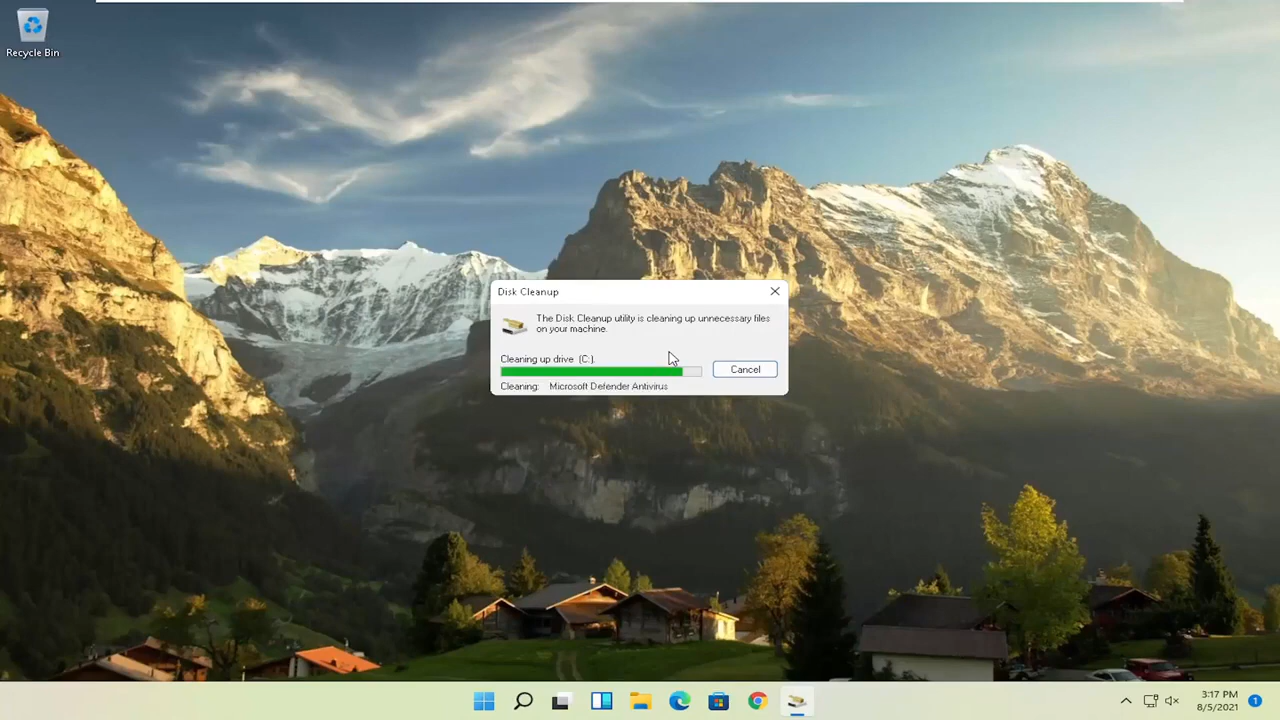 Recycle Bin
Disk Cleanup
The Disk Cleanup utility is cleaning up unnecessary files
on your machine.
Cleaning up drive (C:).
Cancel
Cleaning: Microsoft Defender Antivirus
3:17 PM
8/5/2021
1